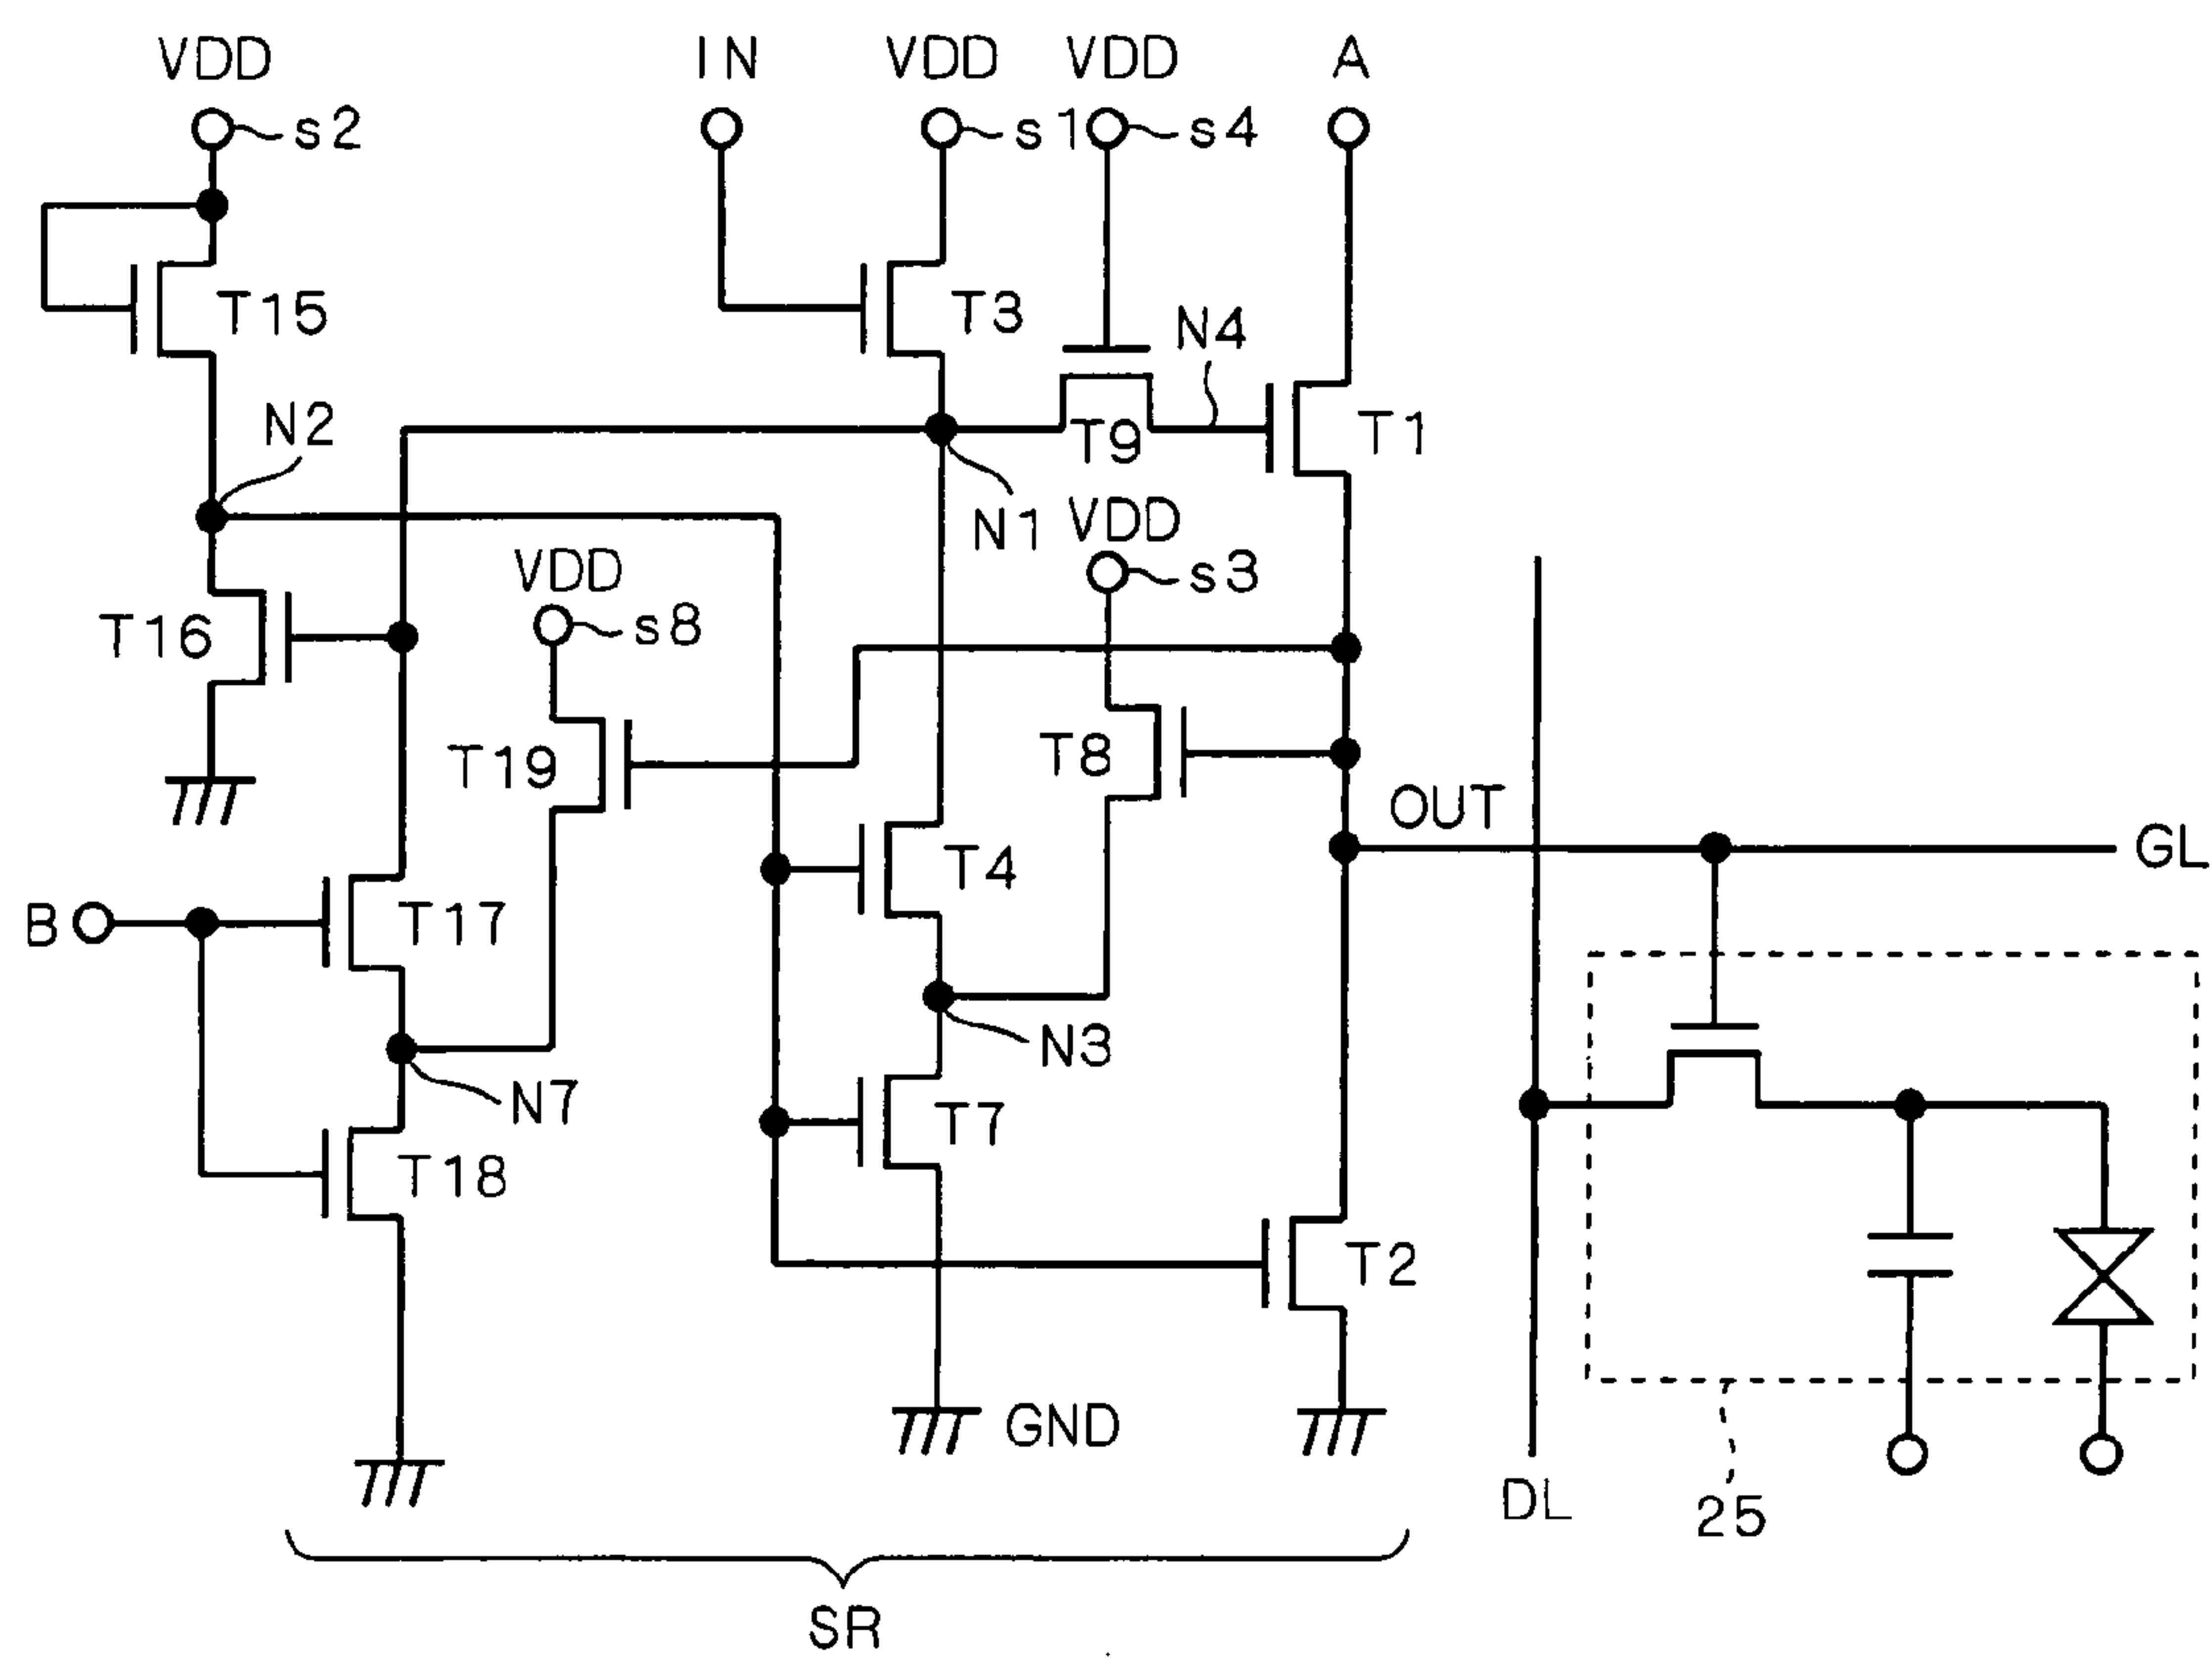 VDD IN VDD VDD A
s2 s1 s4
T15 T3 N4
N2 T9 T1
N1 VDD
VDD s3
T16 s8
T19 T8
OUT GL
T4
B T17
N3
N7 T7
T18
T2
GND
DL 25
SR